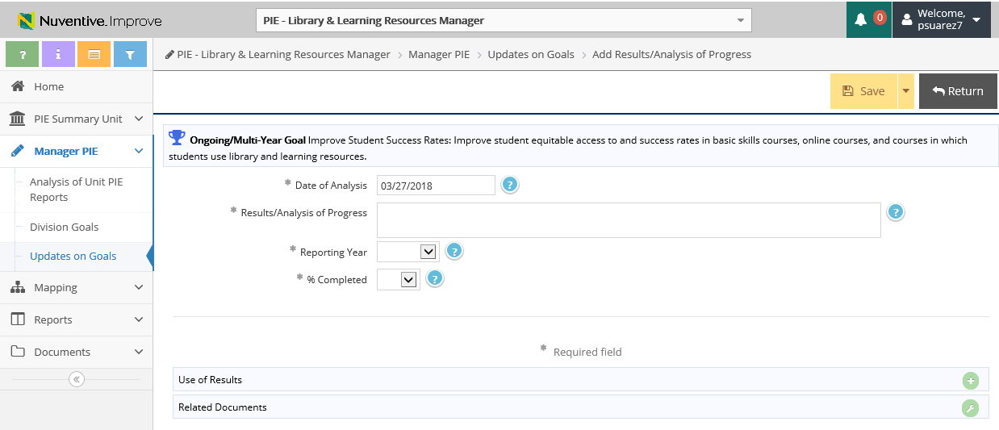 Nuventive. Improve
PIE - Library & Learning Resources Manager
0
Welcome,
psuarez7
?
i
PIE - Library & Learning Resources Manager > Manager PIE > Updates on Goals > Add Results/Analysis of Progress
Save
Return
Home
PIE Summary Unit
Manager PIE
Analysis of Unit PIE
Reports
Division Goals
Updates on Goals
Mapping
Reports
Documents
Ongoing/Multi-Year Goal Improve Student Success Rates: Improve student equitable access to and success rates in basic skills courses, online courses, and courses in which
students use library and learning resources.
* Date of Analysis 03/27/2018 ?
* Results/Analysis of Progress ?
* Reporting Year ?
* % Completed ?
* Required field
Use of Results
Related Documents